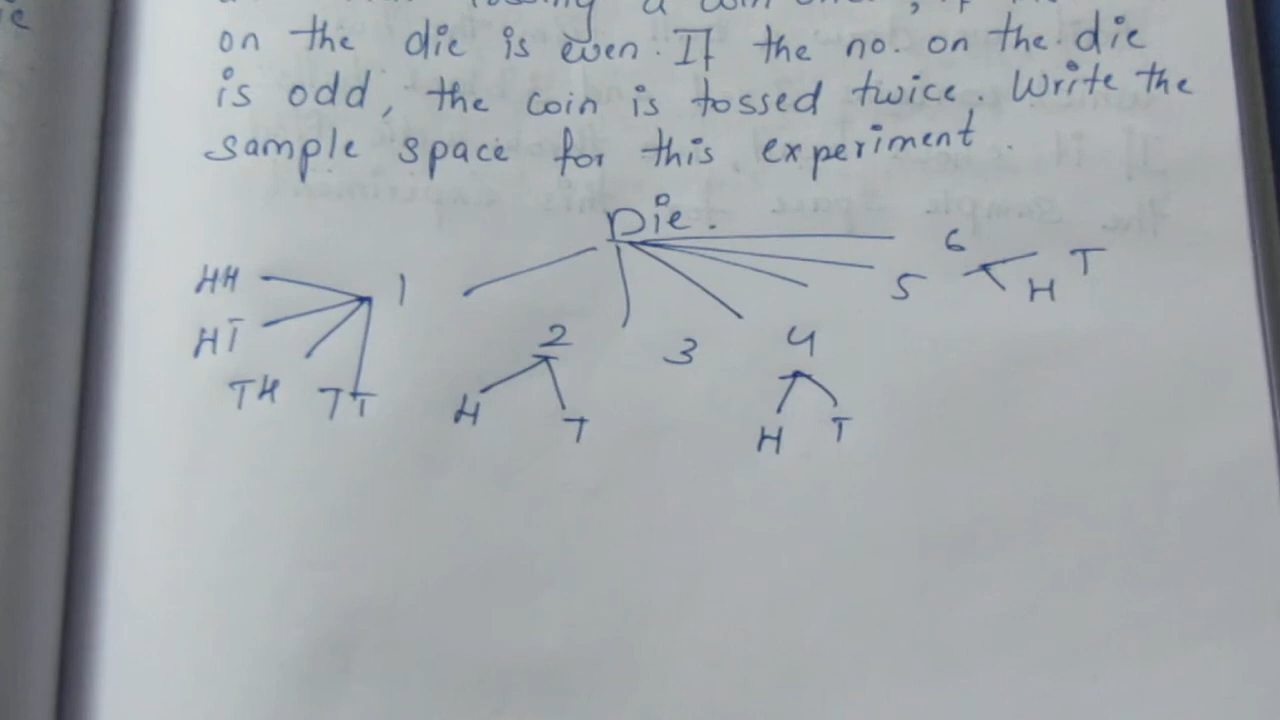 a coin
on the die is even. If the no. on the die
is odd, the coin is tossed twice. Write the
sample space for this experiment.
Die.
HH 1 6 T
5 H
HT 2 3 4
TH TT H T H T